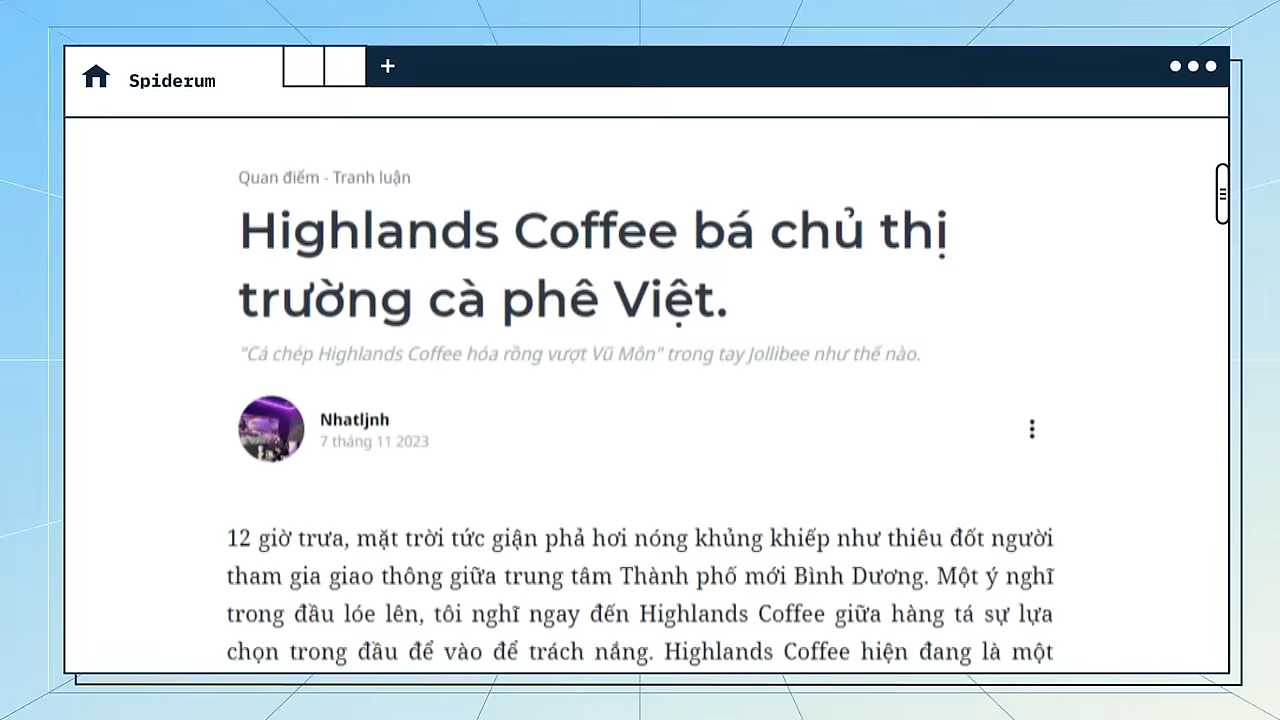 Spiderum
Quan điểm - Tranh luận
Highlands Coffee bá chủ thị
trường cà phê Việt.
"Cá chép Highlands Coffee hóa rồng vượt Vũ Môn" trong tay Jollibee như thế nào.
Nhatljnh
7 tháng 11 2023
12 giờ trưa, mặt trời tức giận phả hơi nóng khủng khiếp như thiêu đốt người
tham gia giao thông giữa trung tâm Thành phố mới Bình Dương. Một ý nghĩ
trong đầu lóe lên, tôi nghĩ ngay đến Highlands Coffee giữa hàng tá sự lựa
chọn trong đầu để vào để trách nắng. Highlands Coffee hiện đang là một